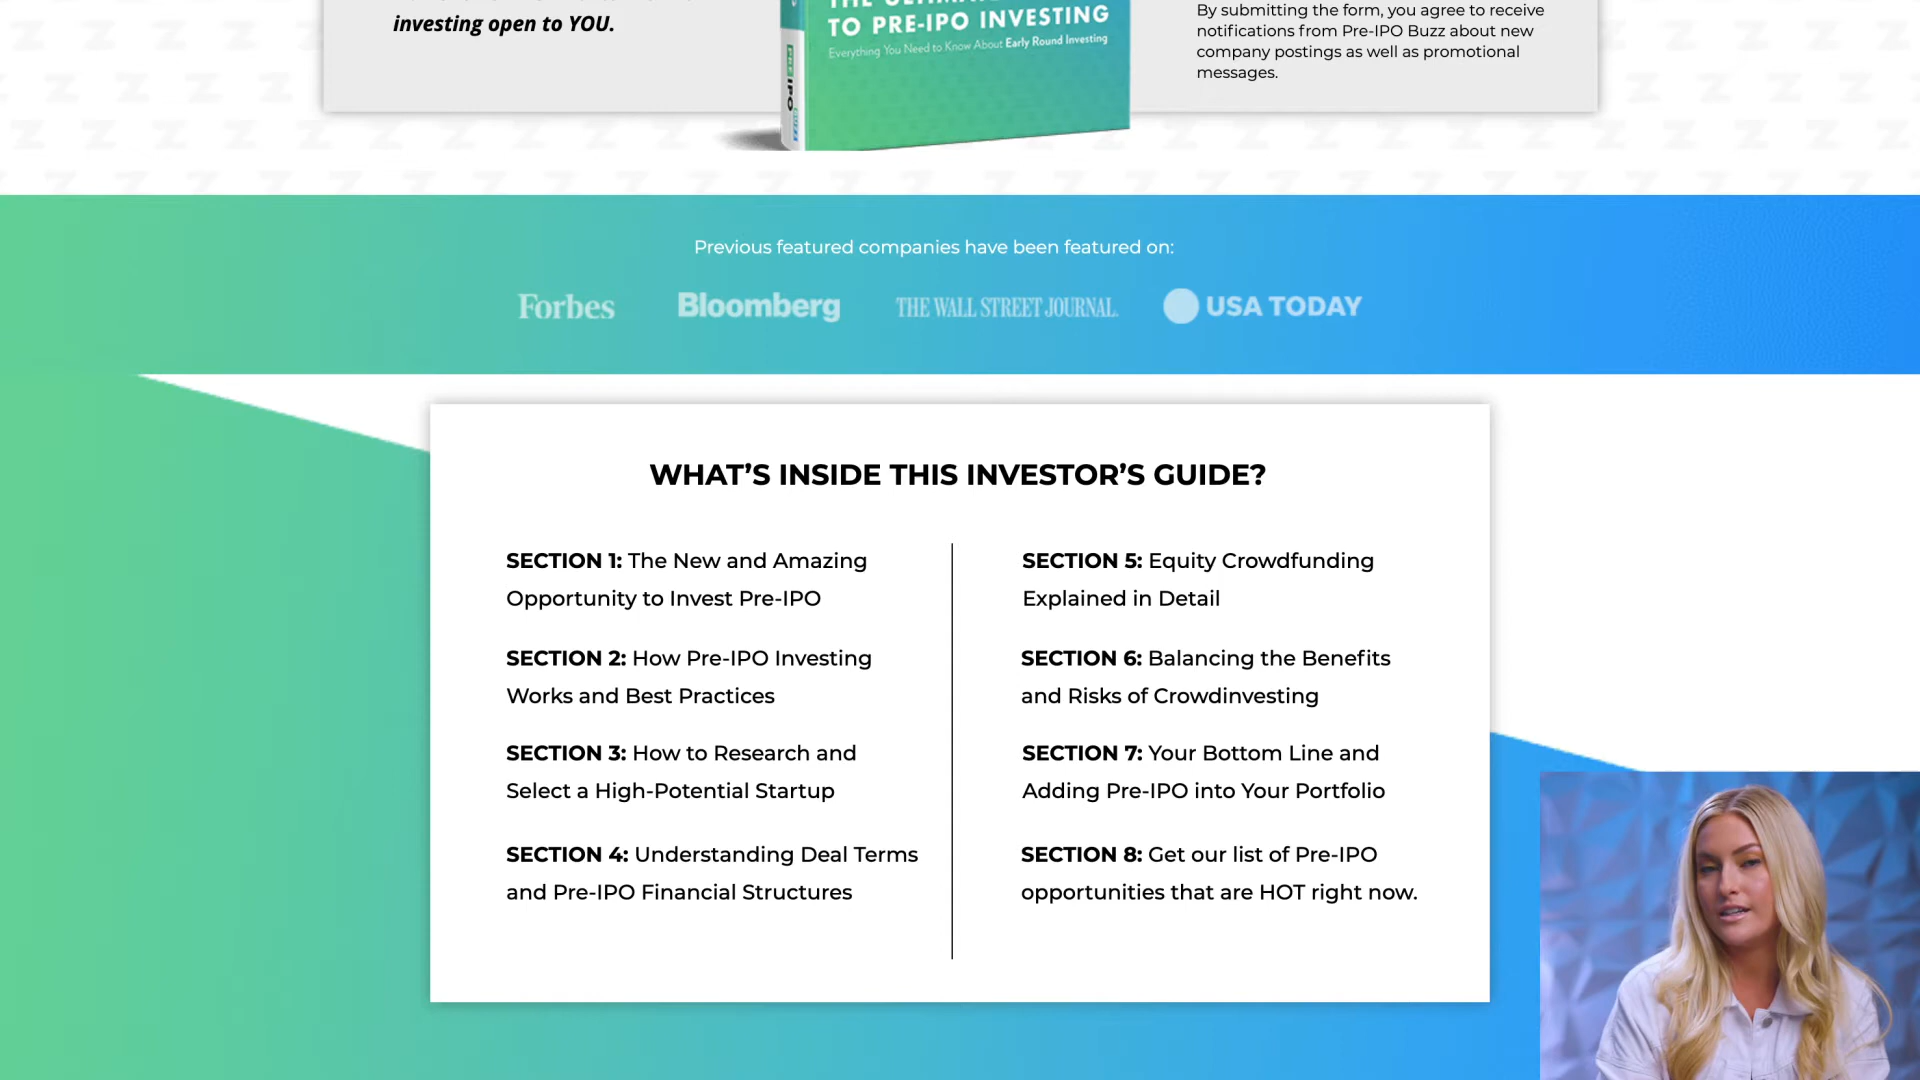 investing open to YOU.
TO PRE-IPO INVESTING
Everything You Need to Know About Early Round Investing
PRE IPO
By submitting the form, you agree to receive
notifications from Pre-IPO Buzz about new
company postings as well as promotional
messages.
Previous featured companies have been featured on:
Forbes
Bloomberg
THE WALL STREET JOURNAL.
USA TODAY
WHAT’S INSIDE THIS INVESTOR’S GUIDE?
SECTION 1: The New and Amazing
Opportunity to Invest Pre-IPO
SECTION 2: How Pre-IPO Investing
Works and Best Practices
SECTION 3: How to Research and
Select a High-Potential Startup
SECTION 4: Understanding Deal Terms
and Pre-IPO Financial Structures
SECTION 5: Equity Crowdfunding
Explained in Detail
SECTION 6: Balancing the Benefits
and Risks of Crowdinvesting
SECTION 7: Your Bottom Line and
Adding Pre-IPO into Your Portfolio
SECTION 8: Get our list of Pre-IPO
opportunities that are HOT right now.